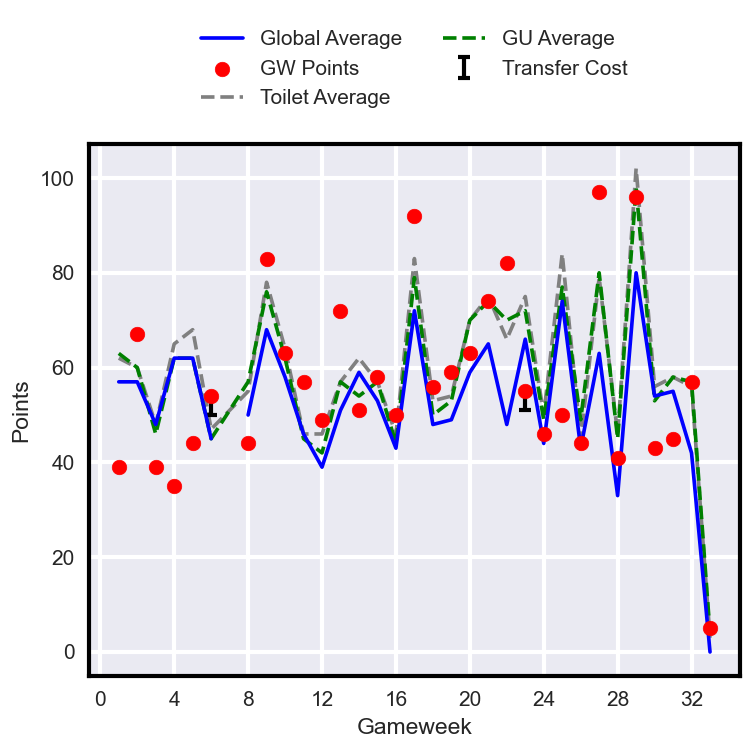 Global Average
GW Points
Toilet Average
GU Average
Transfer Cost
100
80
60
40
20
0
Points
0 4 8 12 16 20 24 28 32
Gameweek